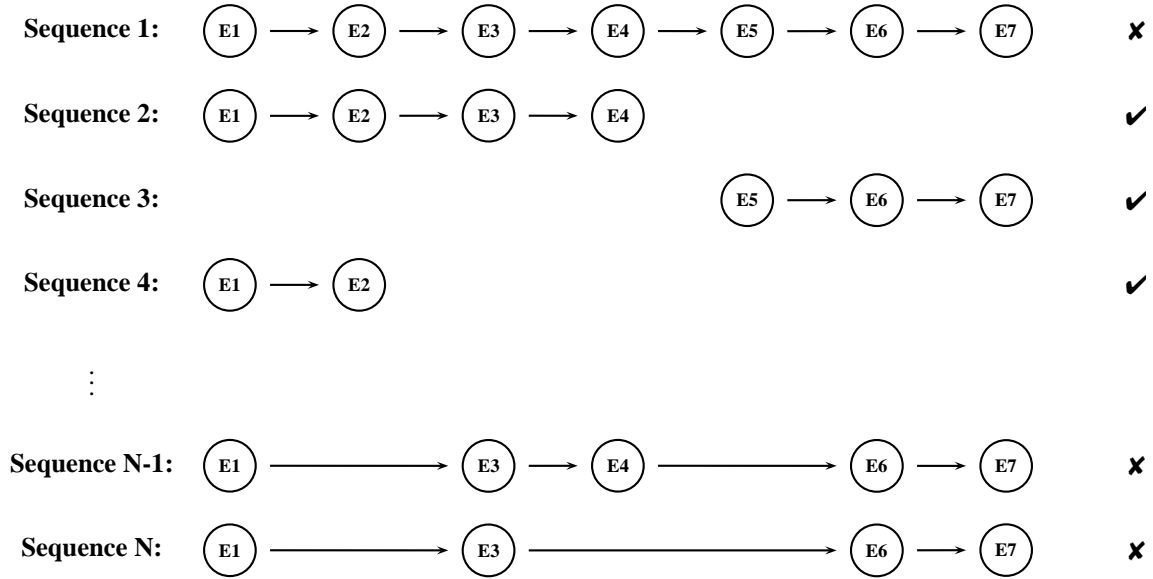 Sequence 1: E1 E2 E3 E4 E5 E6 E7 ✘
Sequence 2: E1 E2 E3 E4 ✔
Sequence 3: E5 E6 E7 ✔
Sequence 4: E1 E2 ✔
⋮
Sequence N-1: E1 E3 E4 E6 E7 ✘
Sequence N: E1 E3 E6 E7 ✘